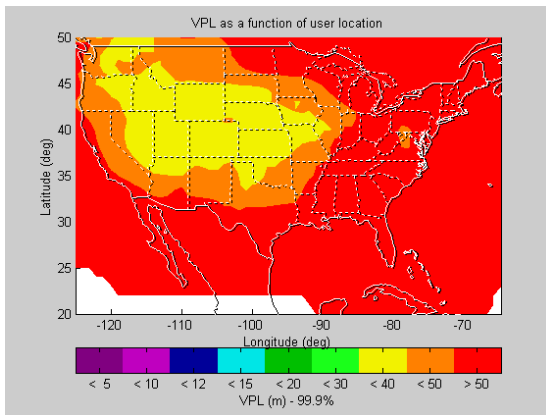 VPL as a function of user location
50
45
40
35
30
25
20
Latitude (deg)
-120 -110 -100 -90 -80 -70
Longitude (deg)
< 5 < 10 < 12 < 15 < 20 < 30 < 40 < 50 > 50
VPL (m) - 99.9%